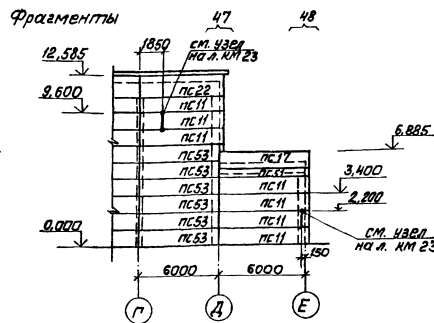 Фрагменты
47
48
1850
см. узел
на л. КМ 23
12,585
9,600
ПС22
ПС11
ПС11
ПС11
6,885
ПС53
ПС17
ПС53
3,400
ПС53
ПС11
2,200
ПС53
ПС11
0,000
ПС53
ПС11
ПС53
ПС11
см. узел
на л. КМ 23
150
6000
6000
Г
Д
Е